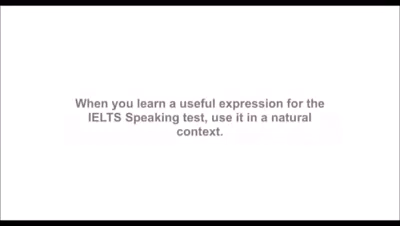 When you learn a useful expression for the
IELTS Speaking test, use it in a natural
context.